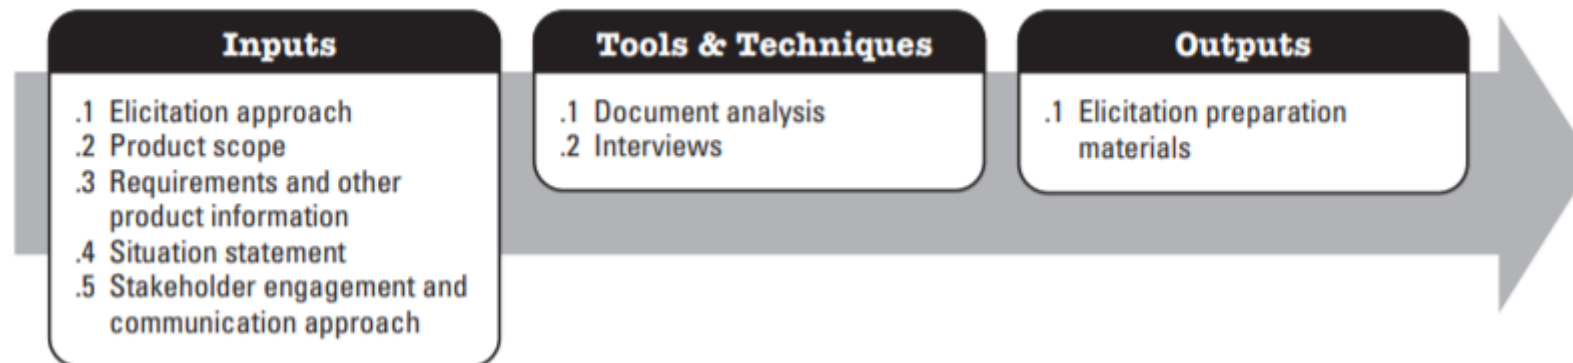 Inputs
.1 Elicitation approach
.2 Product scope
.3 Requirements and other
product information
.4 Situation statement
.5 Stakeholder engagement and
communication approach
Tools & Techniques
.1 Document analysis
.2 Interviews
Outputs
.1 Elicitation preparation
materials